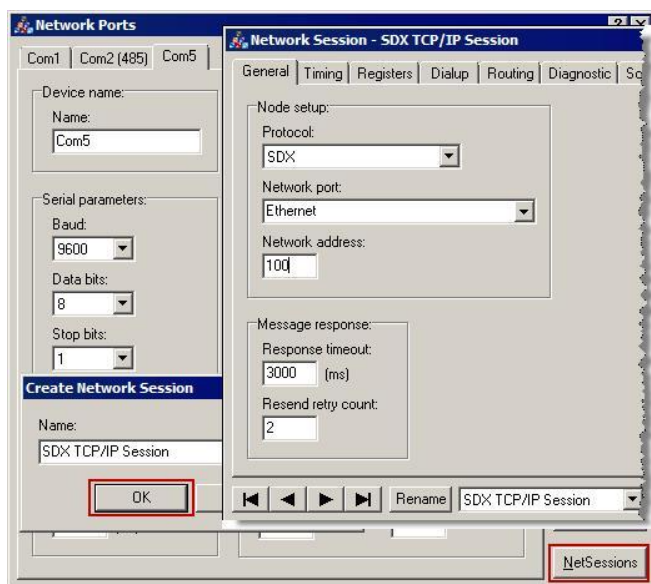 Network Ports
Com1 Com2 (485) Com5
Device name:
Name:
Com5
Serial parameters:
Baud:
9600
Data bits:
8
Stop bits:
1
Create Network Session
Name:
SDX TCP/IP Session
OK
Network Session - SDX TCP/IP Session
General Timing Registers Dialup Routing Diagnostic
Node setup:
Protocol:
SDX
Network port:
Ethernet
Network address:
100
Message response:
Response timeout:
3000 (ms)
Resend retry count:
2
Rename SDX TCP/IP Session
NetSessions